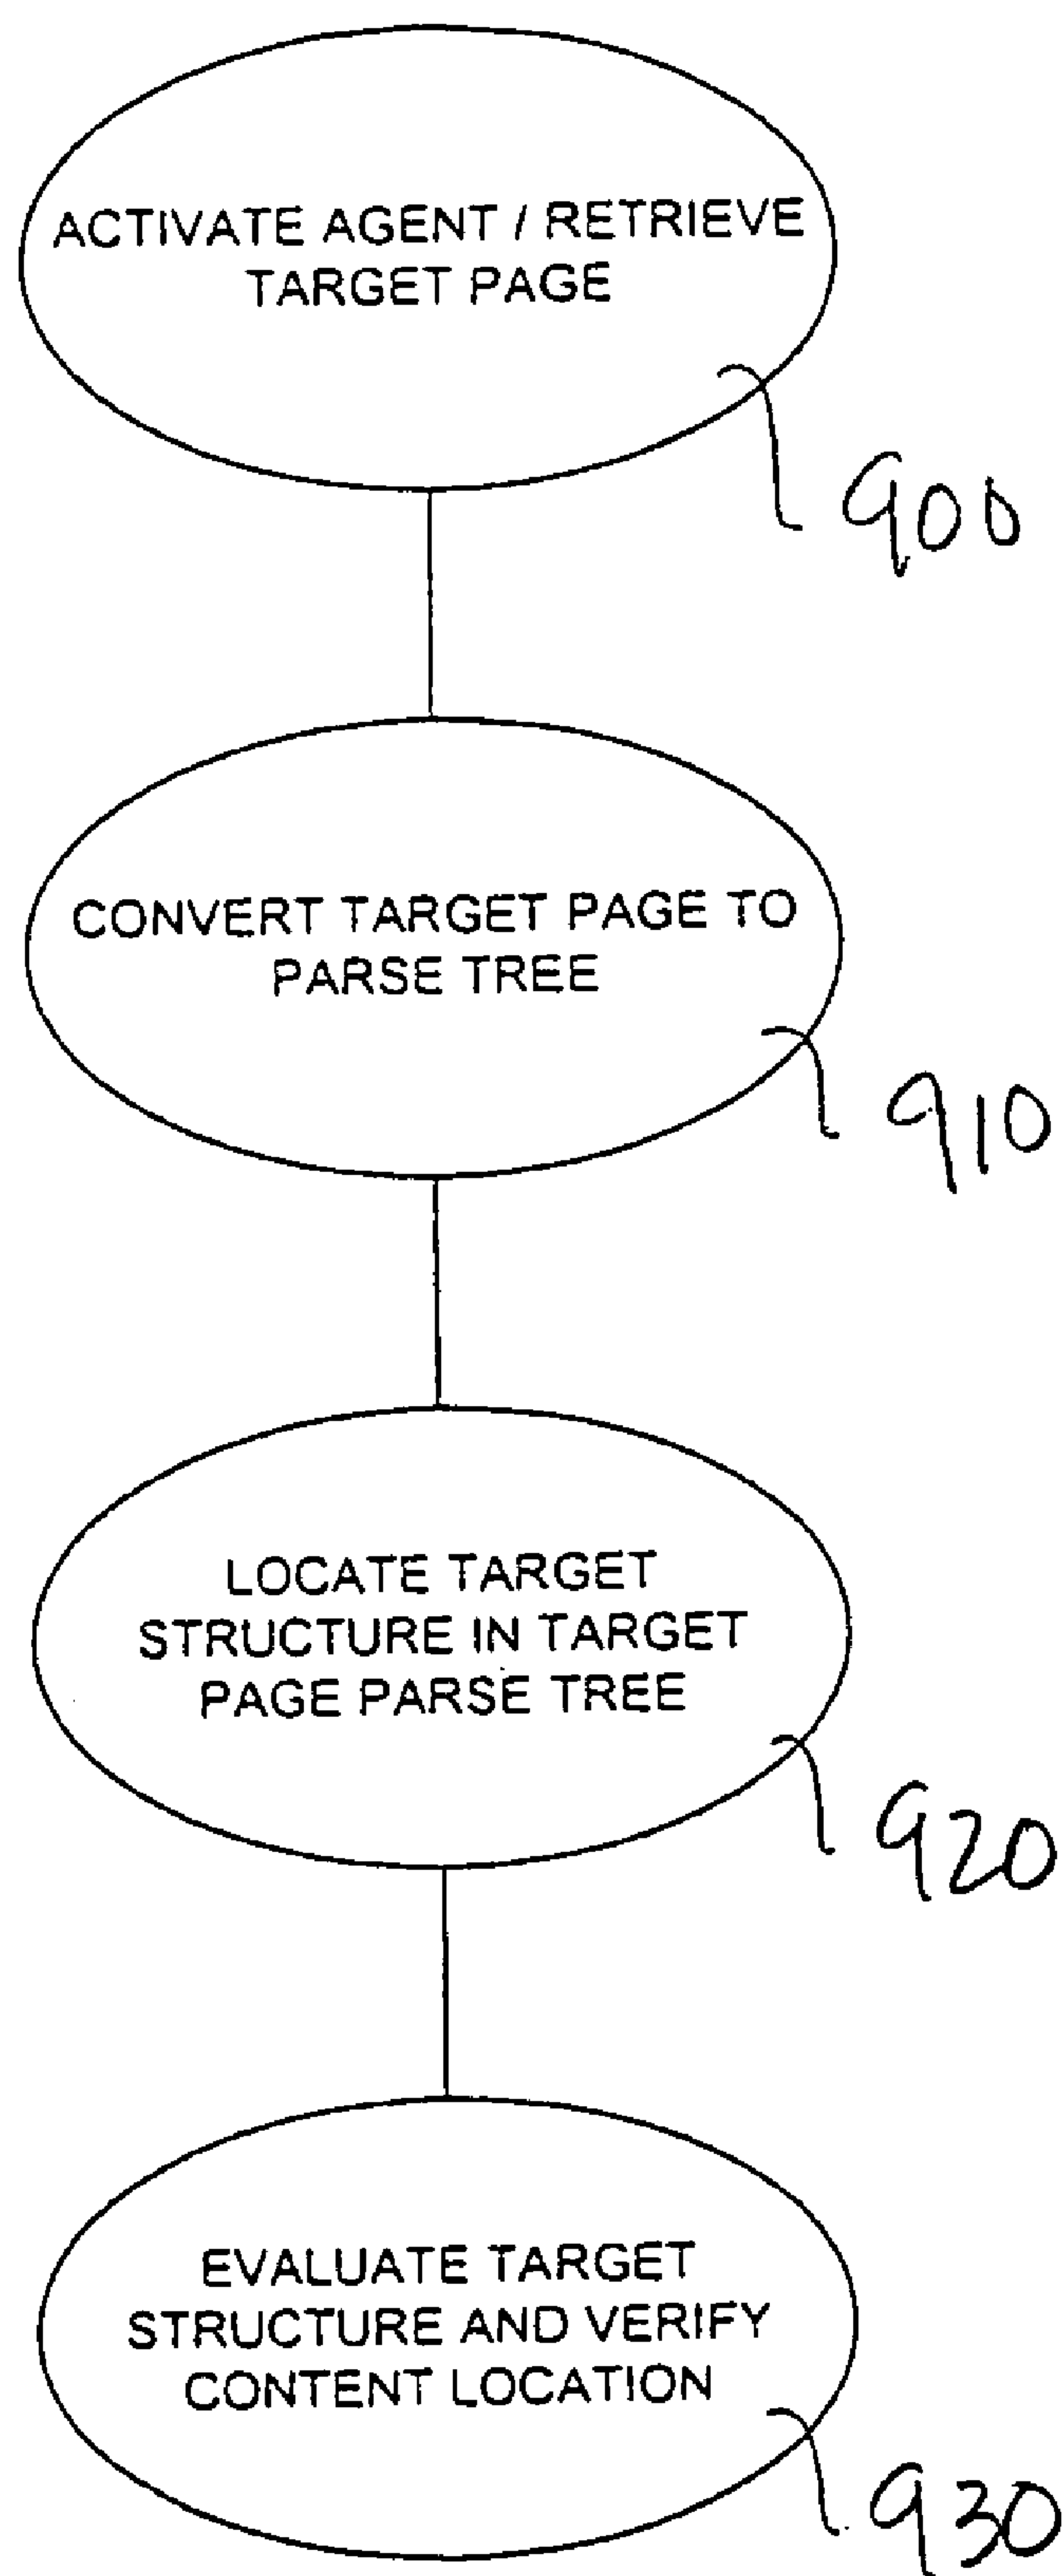 ACTIVATE AGENT / RETRIEVE
TARGET PAGE
900
CONVERT TARGET PAGE TO
PARSE TREE
910
LOCATE TARGET
STRUCTURE IN TARGET
PAGE PARSE TREE
920
EVALUATE TARGET
STRUCTURE AND VERIFY
CONTENT LOCATION
930